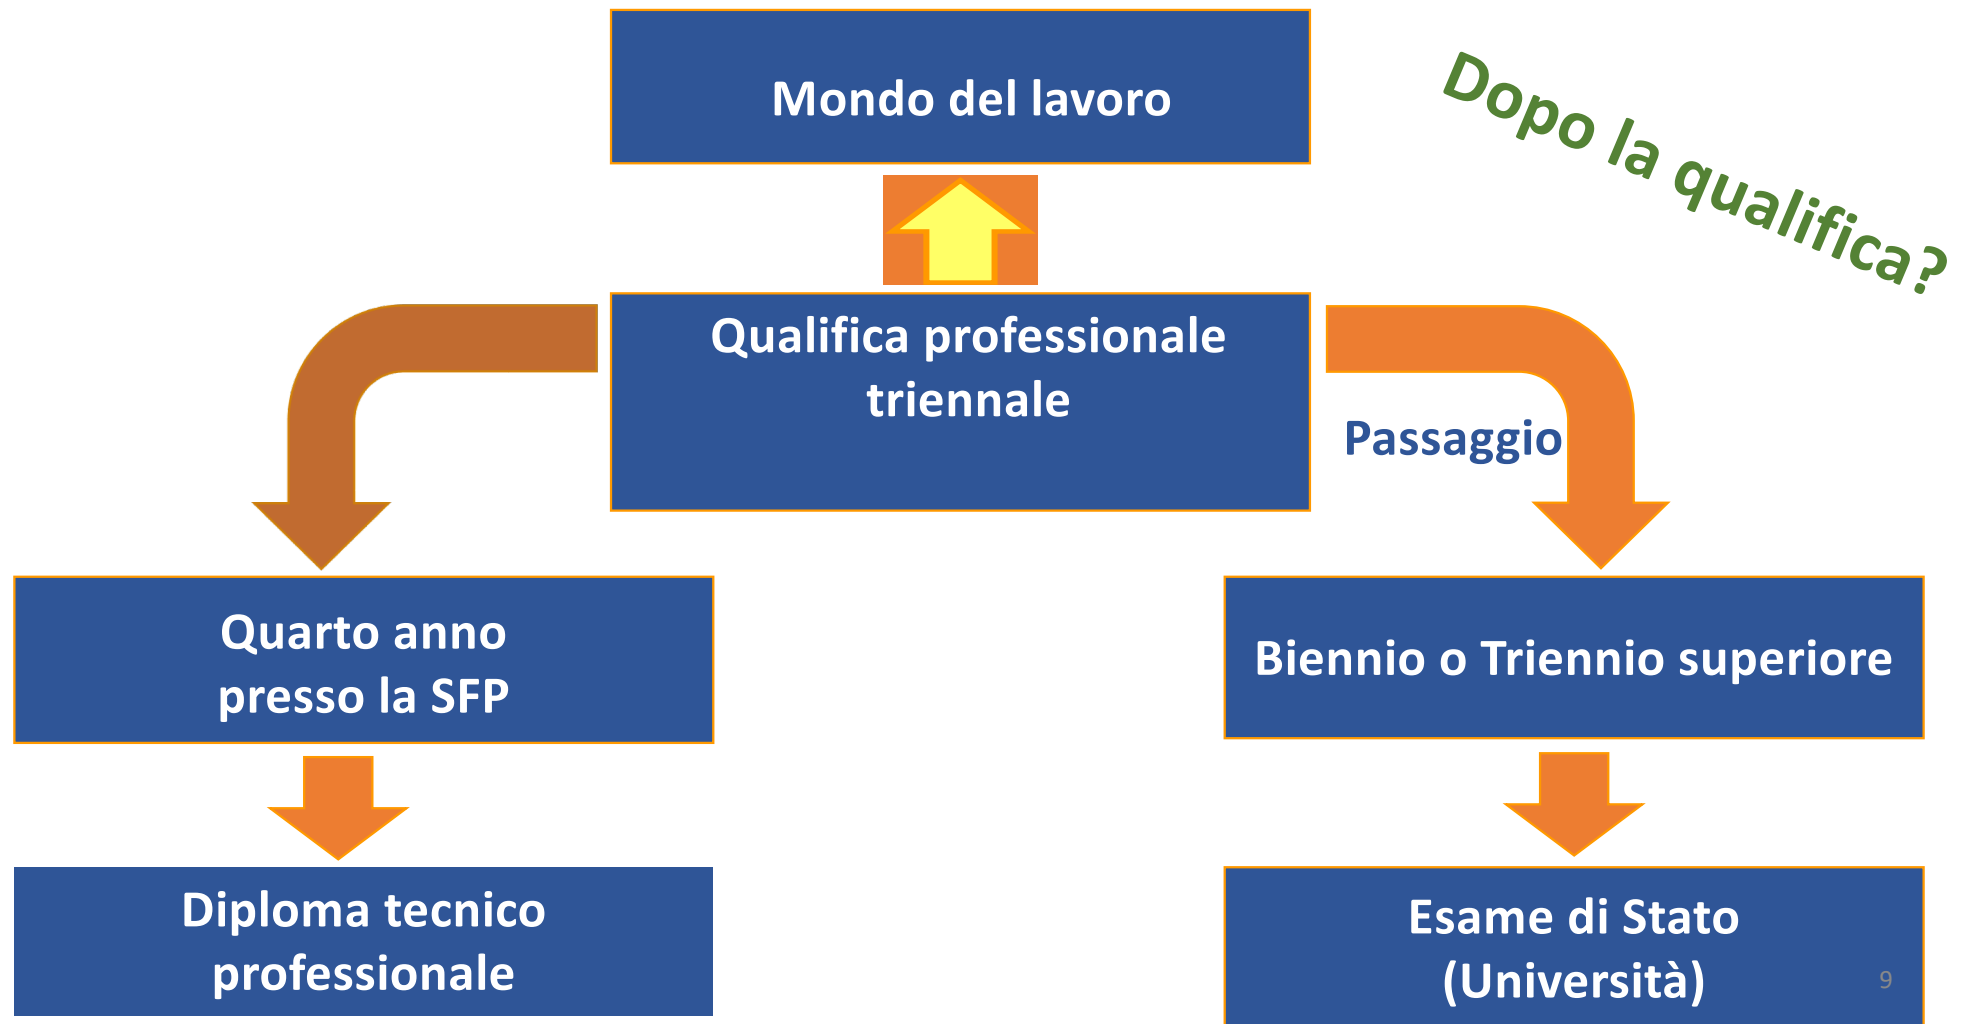 Mondo del lavoro
Dopo la qualifica?
Qualifica professionale
triennale
Passaggio
Quarto anno
presso la SFP
Biennio o Triennio superiore
Diploma tecnico
professionale
Esame di Stato
(Università)
9